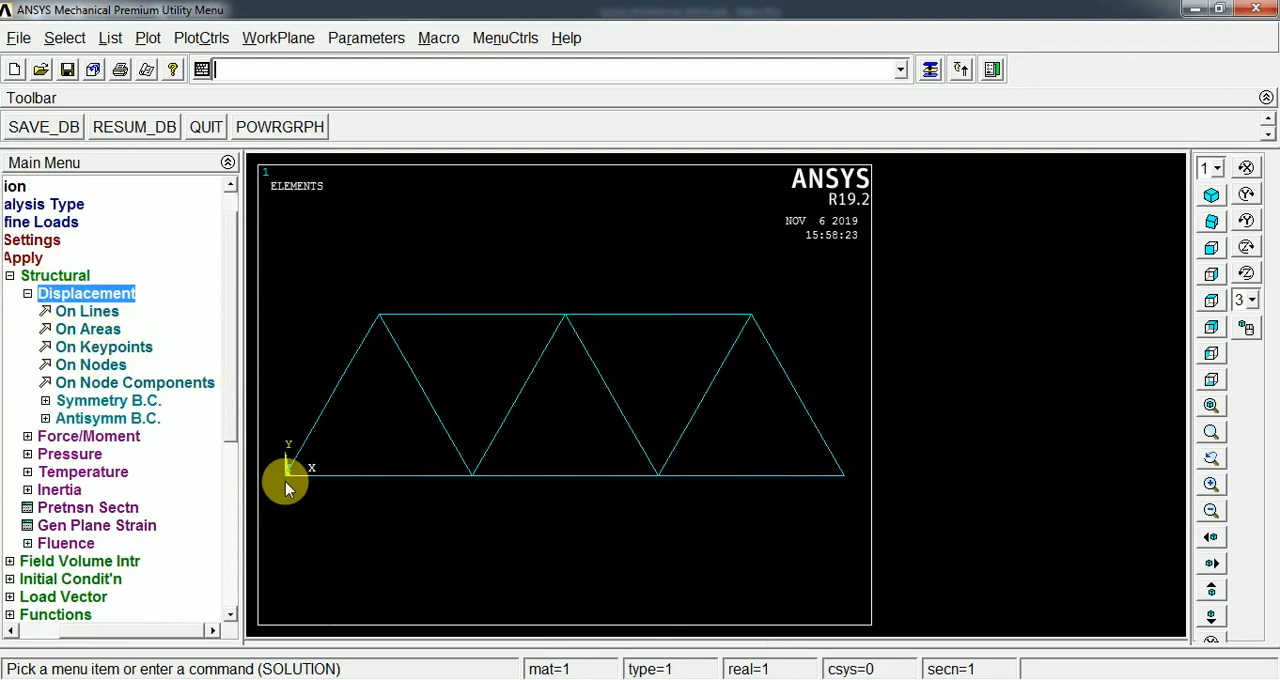 ANSYS Mechanical Premium Utility Menu
File Select List Plot PlotCtrls WorkPlane Parameters Macro MenuCtrls Help
Toolbar
SAVE_DB RESUM_DB QUIT POWRGRPH
Main Menu
ion
alysis Type
fine Loads
Settings
Apply
Structural
Displacement
On Lines
On Areas
On Keypoints
On Nodes
On Node Components
Symmetry B.C.
Antisymm B.C.
Force/Moment
Pressure
Temperature
Inertia
Pretnsn Sectn
Gen Plane Strain
Fluence
Field Volume Intr
Initial Condit'n
Load Vector
Functions
1
ELEMENTS
ANSYS
R19.2
NOV 6 2019
15:58:23
Y
X
1
3
Pick a menu item or enter a command (SOLUTION) mat=1 type=1 real=1 csys=0 secn=1